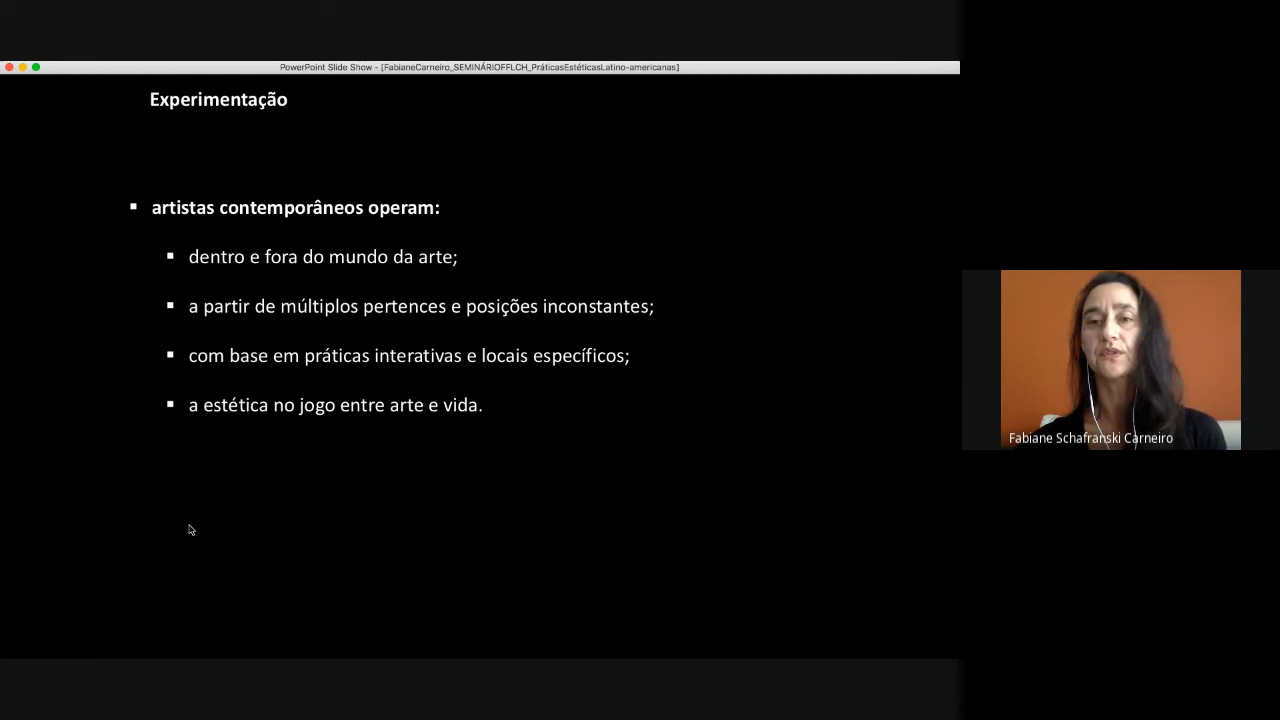 PowerPoint Slide Show - [FabianeCarneiro_SEMINÁRIOFFLCH_PráticasEstéticasLatino-americanas]
Experimentação
artistas contemporâneos operam:
dentro e fora do mundo da arte;
a partir de múltiplos pertences e posições inconstantes;
com base em práticas interativas e locais específicos;
a estética no jogo entre arte e vida.
Fabiane Schafranski Carneiro